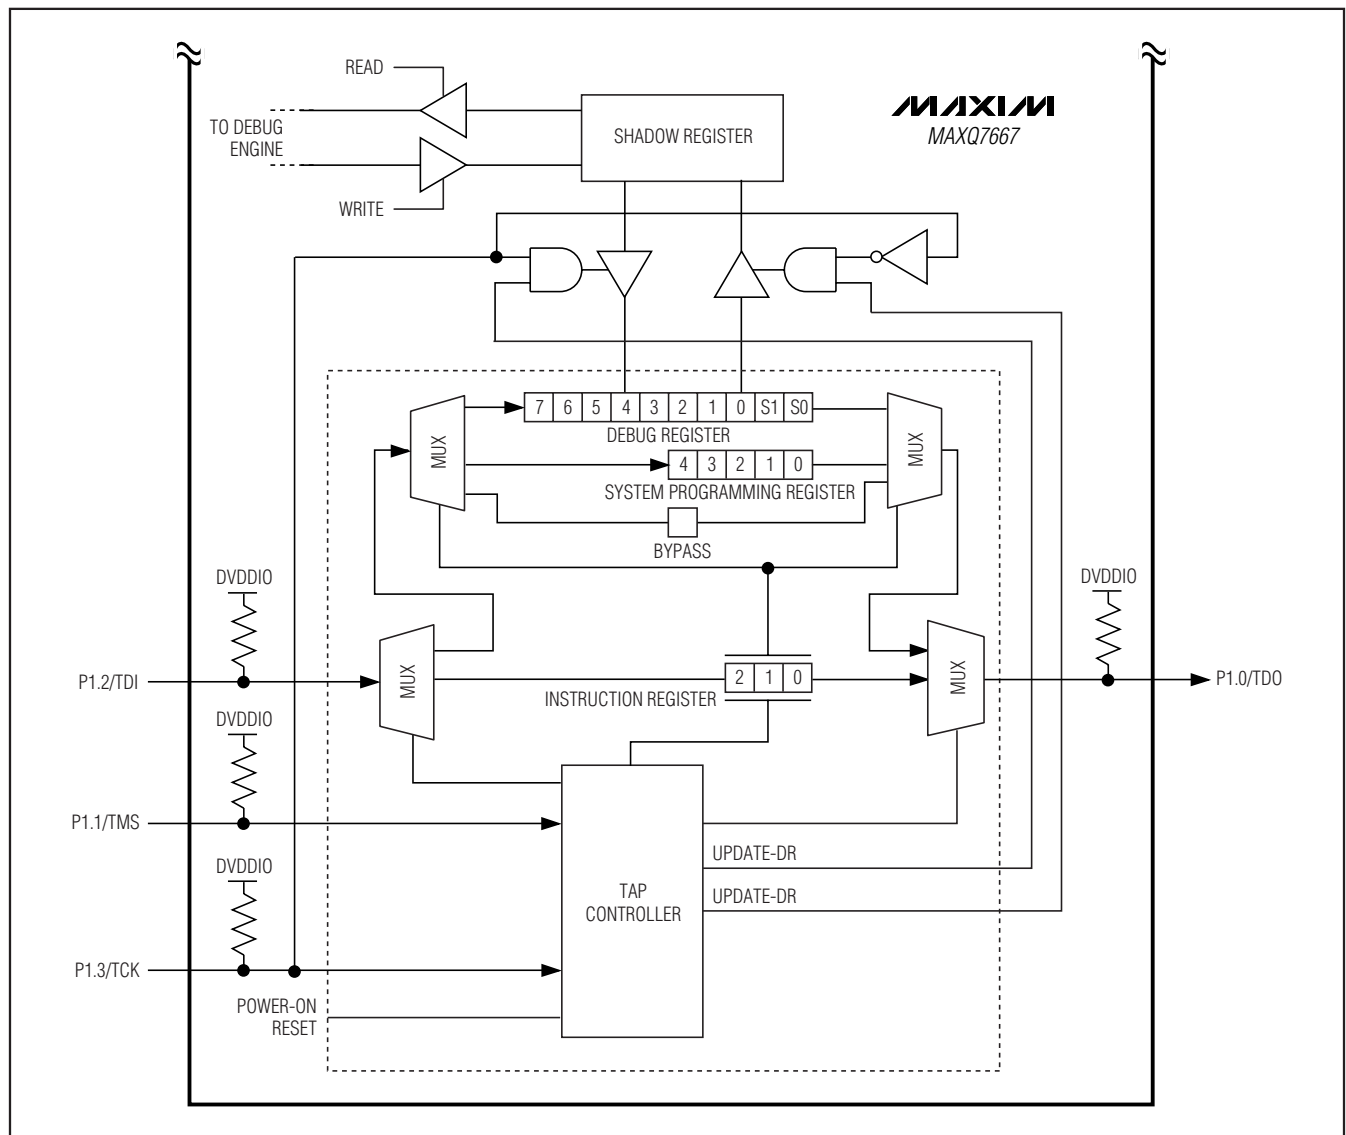 READ
TO DEBUG
ENGINE
WRITE
SHADOW REGISTER
MAXIM
MAXQ7667
MUX
7 6 5 4 3 2 1 0 S1 S0
DEBUG REGISTER
MUX
4 3 2 1 0
SYSTEM PROGRAMMING REGISTER
BYPASS
DVDDIO
DVDDIO
P1.2/TDI
MUX
2 1 0
INSTRUCTION REGISTER
MUX
P1.0/TDO
DVDDIO
P1.1/TMS
UPDATE-DR
DVDDIO
TAP
CONTROLLER
UPDATE-DR
P1.3/TCK
POWER-ON
RESET